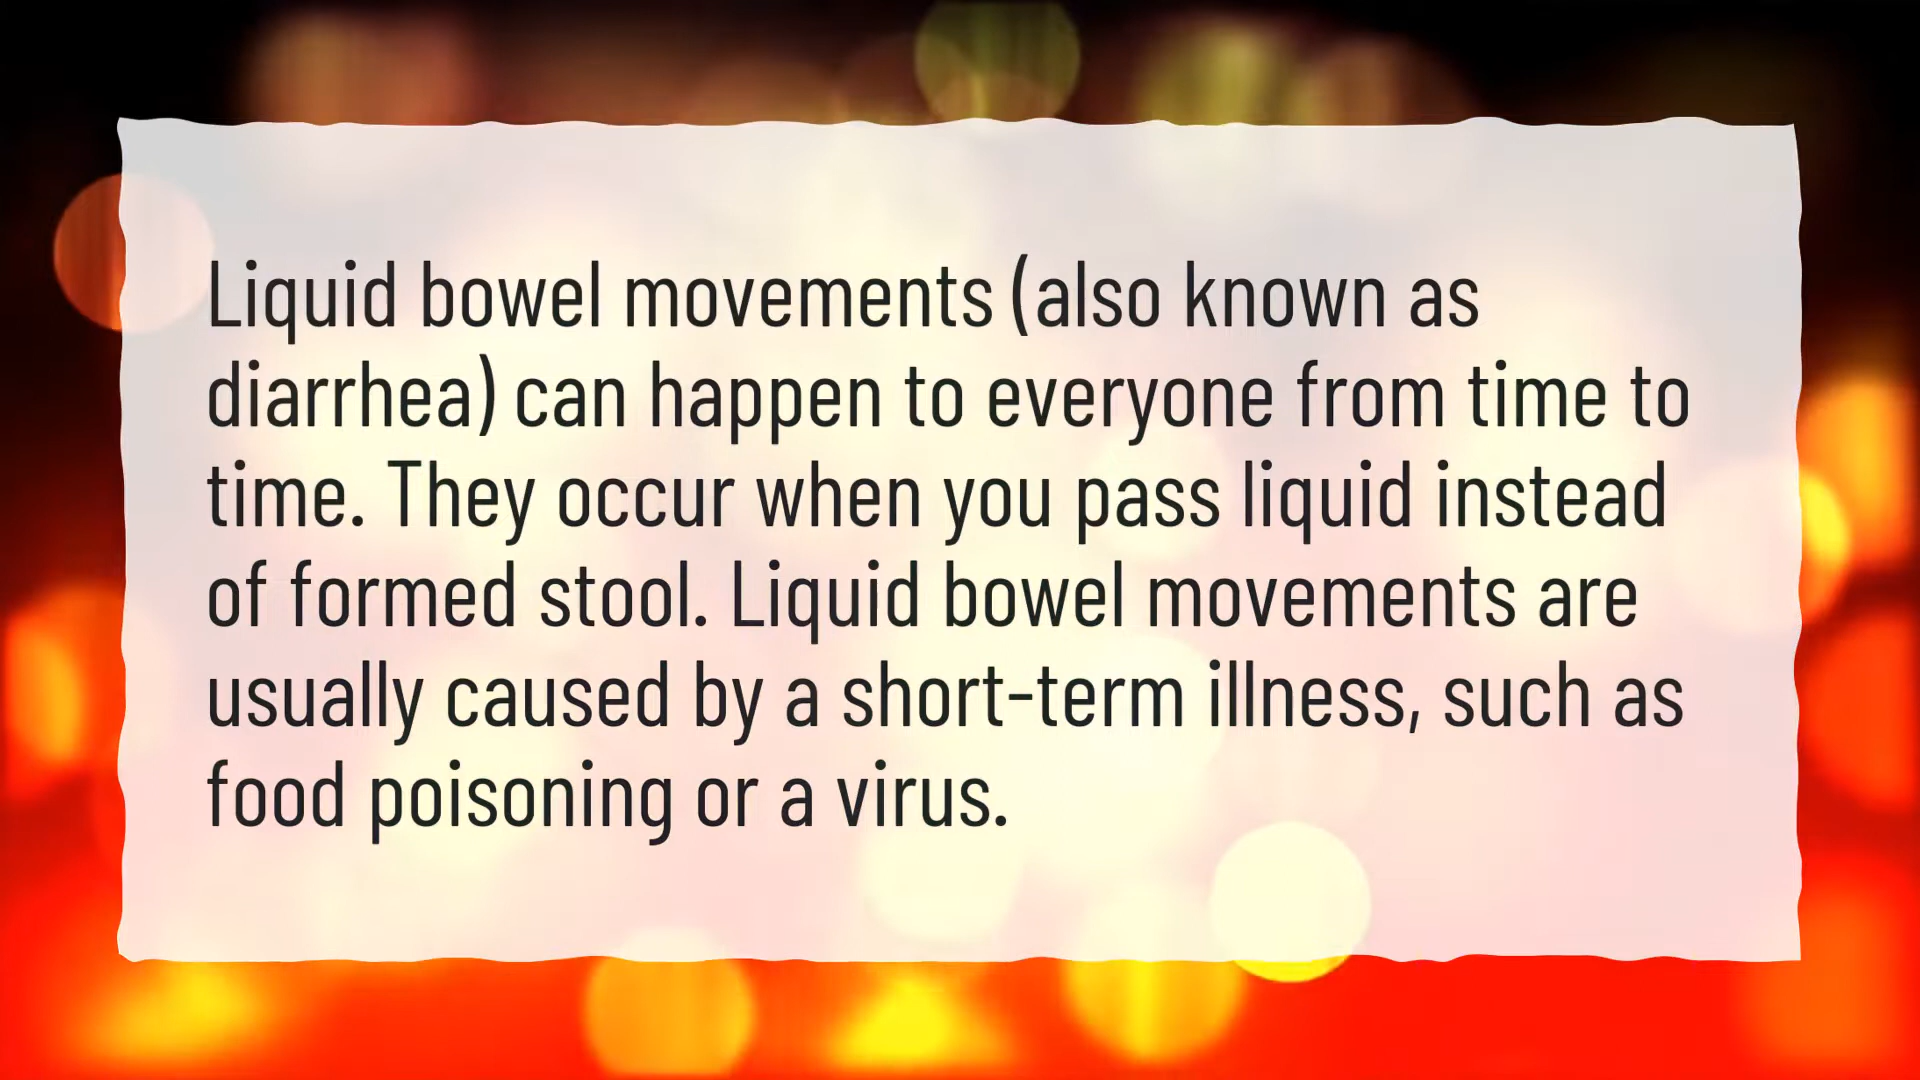 Liquid bowel movements (also known as
diarrhea) can happen to everyone from time to
time. They occur when you pass liquid instead
of formed stool. Liquid bowel movements are
usually caused by a short-term illness, such as
food poisoning or a virus.